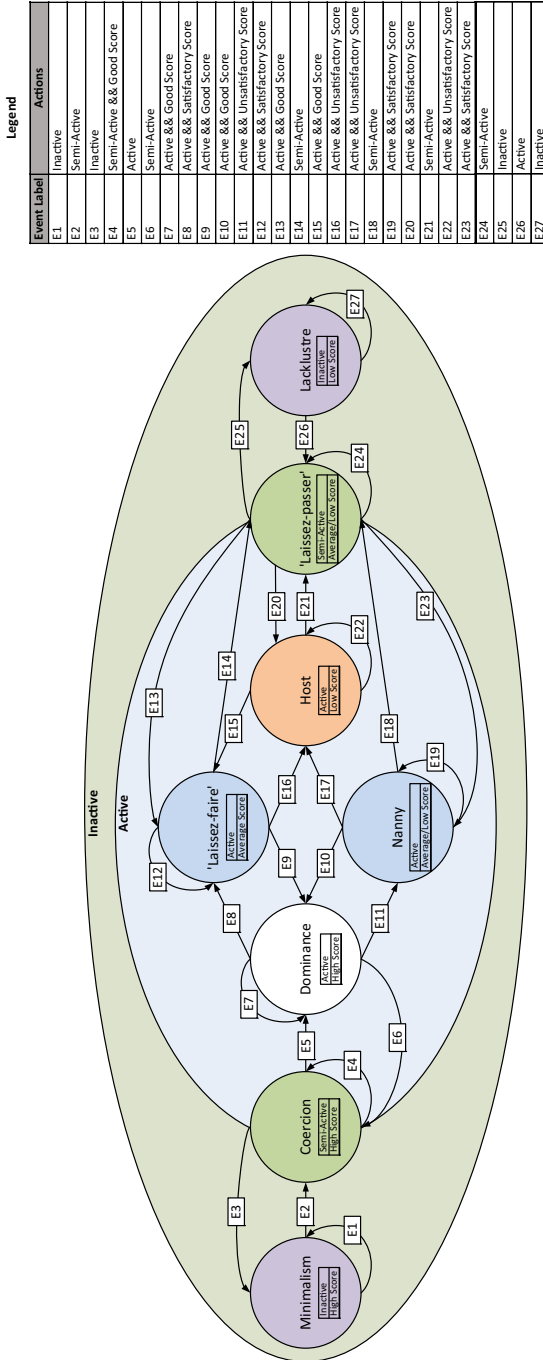 Legend
Event Label Actions
E1 Inactive
E2 Semi-Active
E3 Inactive
E4 Semi-Active && Good Score
E5 Active
E6 Semi-Active
E7 Active && Good Score
E8 Active && Satisfactory Score
E9 Active && Good Score
E10 Active && Good Score
E11 Active && Unsatisfactory Score
E12 Active && Satisfactory Score
E13 Active && Good Score
E14 Semi-Active
E15 Active && Good Score
E16 Active && Unsatisfactory Score
E17 Active && Unsatisfactory Score
E18 Semi-Active
E19 Active && Satisfactory Score
E20 Active && Satisfactory Score
E21 Semi-Active
E22 Active && Unsatisfactory Score
E23 Active && Satisfactory Score
E24 Semi-Active
E25 Inactive
E26 Active
E27 Inactive
Inactive
Active
Minimalism
Inactive
High Score
E1
E2
E3
Coercion
Semi-Active
High Score
E4
E5
E6
Dominance
Active
High Score
E7
E8
E9
E10
E11
'Laissez-faire'
Active
Average Score
E12
E13
E14
E15
E16
Nanny
Active
Average/Low Score
E17
E18
E19
Host
Active
Low Score
E20
E21
E22
'Laissez-passer'
Semi-Active
Average/Low Score
E23
E24
E25
E26
Lacklustre
Inactive
Low Score
E27